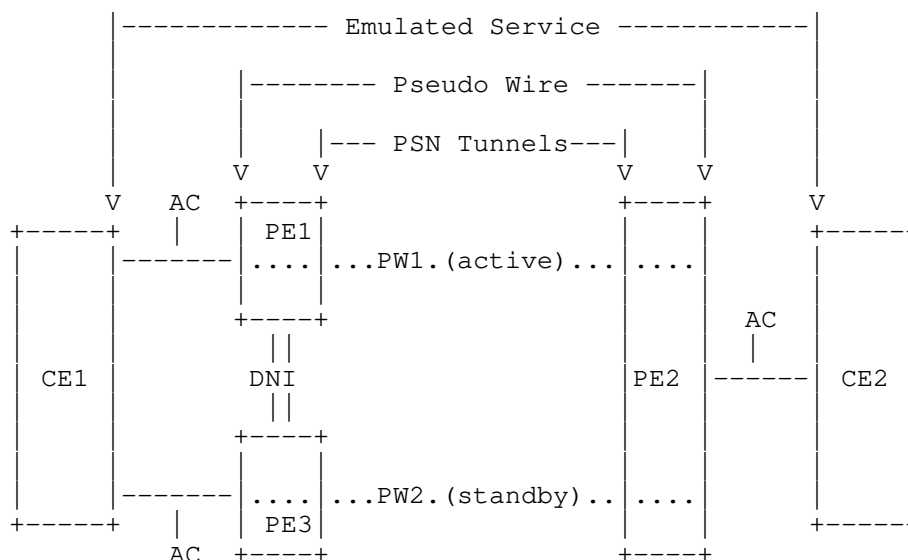 |<-------------- Emulated Service ---------------->|
|<------- Pseudo Wire ------>|
|<-- PSN Tunnels-->|
V V V V
V AC V
PE1
...PW1.(active)...
AC
CE1 DNI PE2 CE2
...PW2.(standby)..
PE3
AC